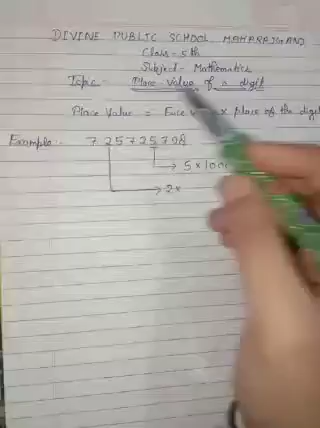 DIVINE PUBLIC SCHOOL MAHARAJGANJ
Class - 5th
Subject - Mathematics
Topic - Place - Value of a digit
Place Value = Face x place of the digit
Example - 7 2 5 7 2 5 7 9 8
→ 5 x 100
→ 2 x